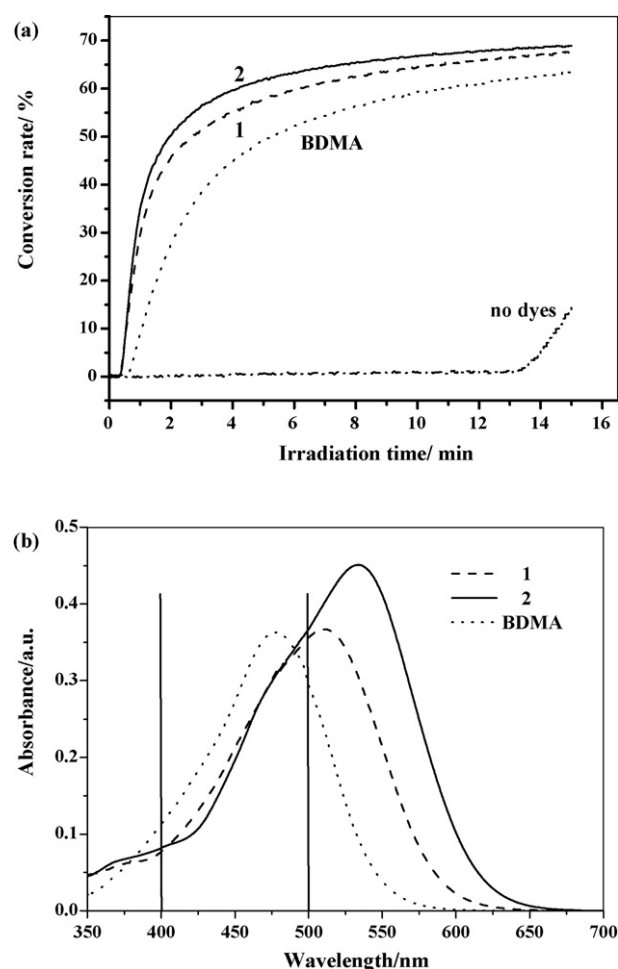 (a)
70
60
50
40
30
20
10
0
Conversion rate/ %
2
1
BDMA
no dyes
0 2 4 6 8 10 12 14 16
Irradiation time/ min
(b)
0.5
0.4
0.3
0.2
0.1
0.0
Absorbance/a.u.
1
2
BDMA
350 400 450 500 550 600 650 700
Wavelength/nm